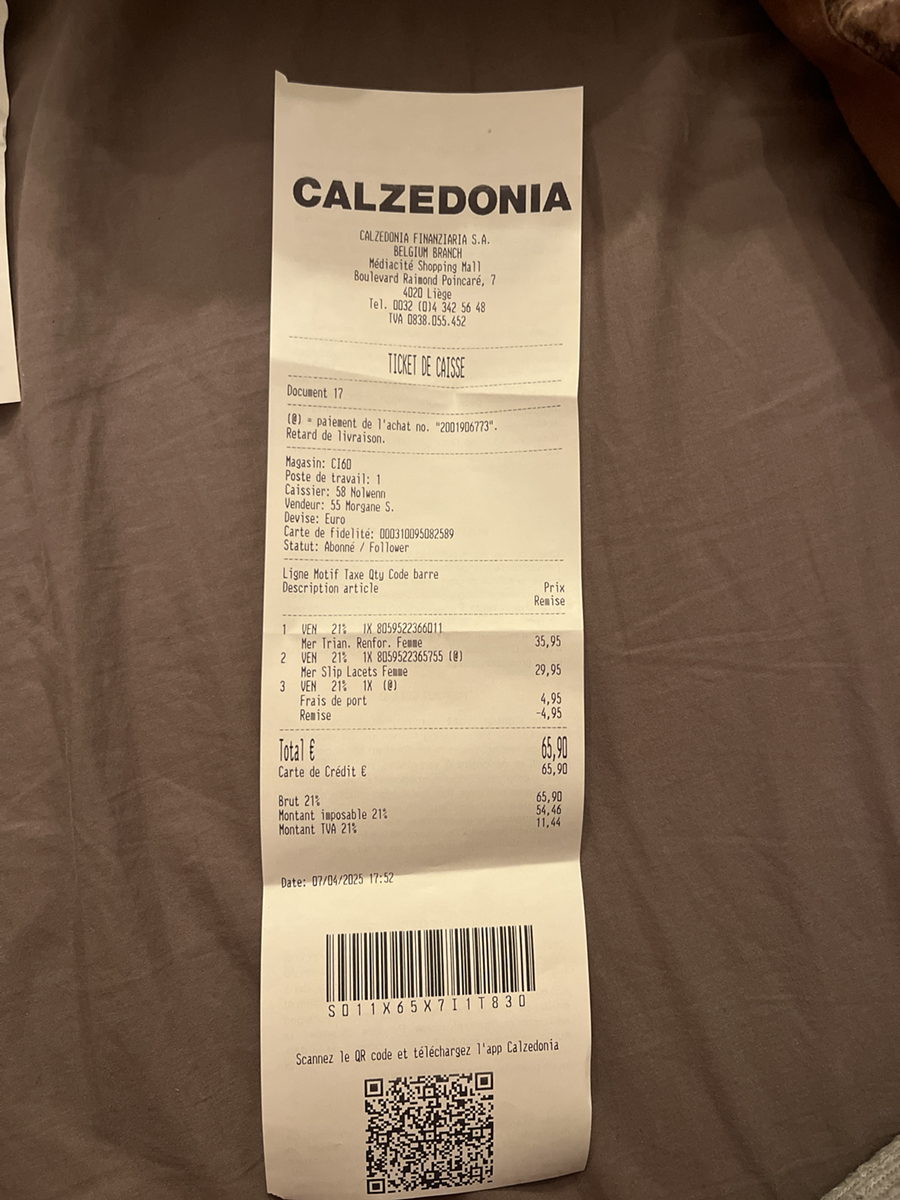 CALZEDONIA
CALZEDONIA FINANZIARIA S.A.
BELGIUM BRANCH
Médiacité Shopping Mall
Boulevard Raimond Poincaré, 7
4020 Liège
Tel. 0032 (0)4 342 56 48
TVA 0838.055.452
TICKET DE CAISSE
Document 17
(@) = paiement de l'achat no. "2001906773".
Retard de livraison.
Magasin: CI60
Poste de travail: 1
Caissier: 58 Nolwenn
Vendeur: 55 Morgane S.
Devise: Euro
Carte de fidelité: 000310095082589
Statut: Abonné / Follower
Ligne Motif Taxe Qty Code barre
Description article Prix
Remise
1 VEN 21% 1X 8059522366011
Mer Trian. Renfor. Femme 35,95
2 VEN 21% 1X 8059522365755 (@)
Mer Slip Lacets Femme 29,95
3 VEN 21% 1X (@)
Frais de port 4,95
Remise -4,95
Total € 65,90
Carte de Crédit € 65,90
Brut 21% 65,90
Montant imposable 21% 54,46
Montant TVA 21% 11,44
Date: 07/04/2025 17:52
S011X65X7I1T830
Scannez le QR code et téléchargez l'app Calzedonia